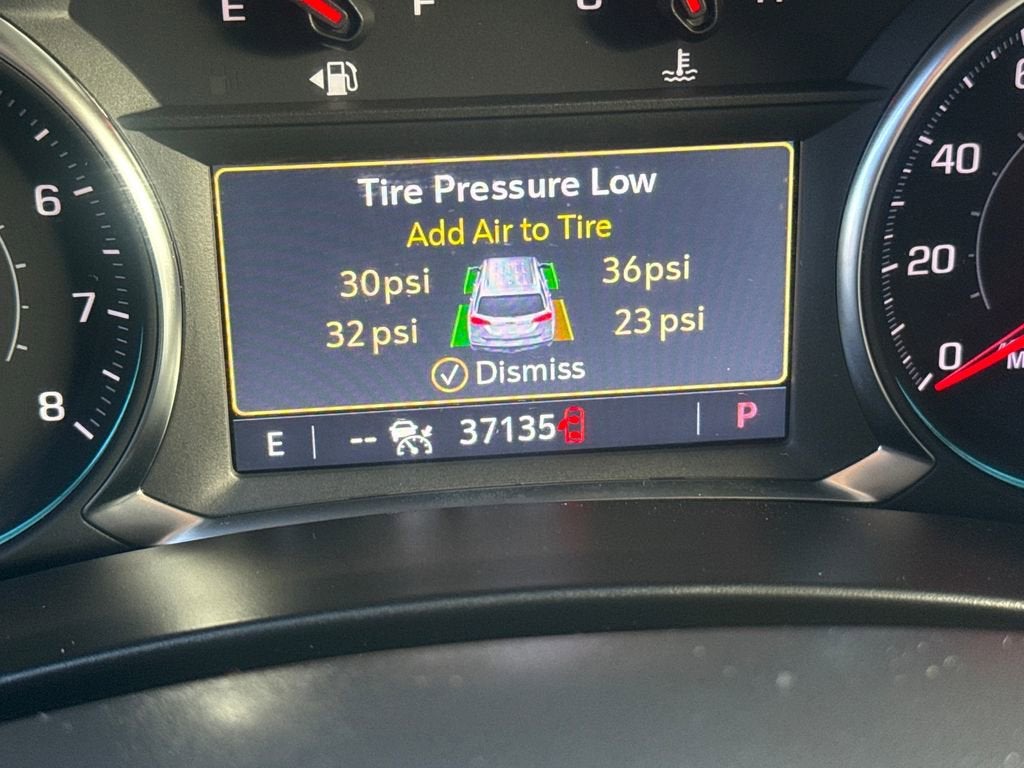 E F
6
7
8
Tire Pressure Low
Add Air to Tire
30psi 36psi
32 psi 23 psi
Dismiss
E -- 37135 P
40
20
0